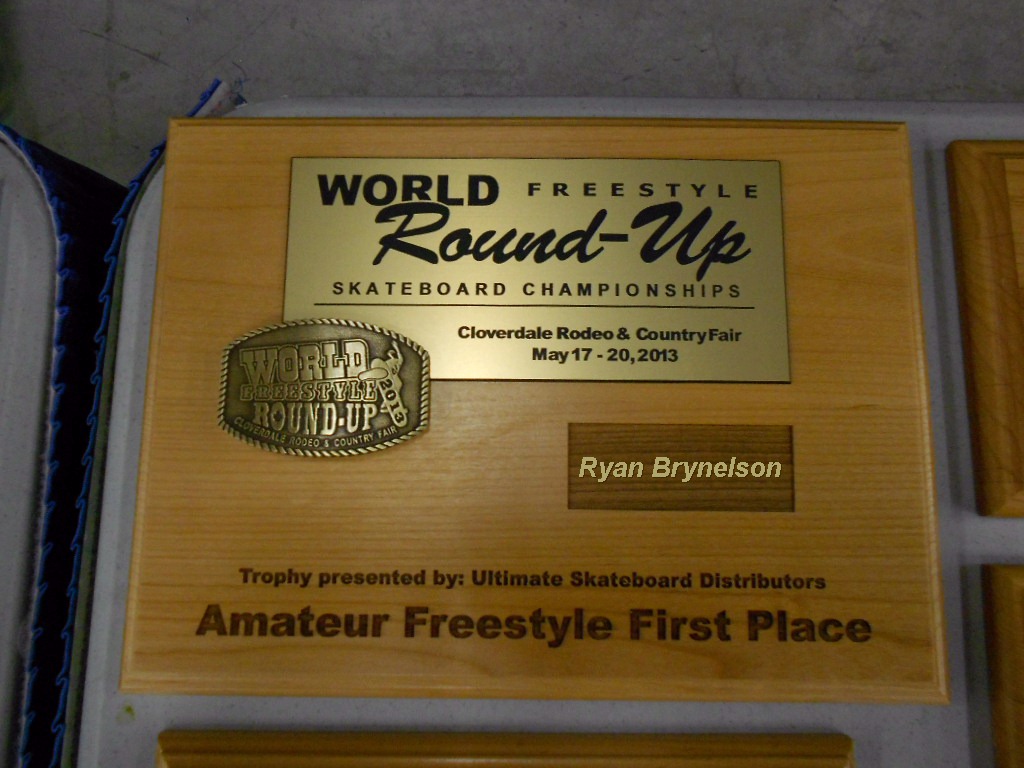 WORLD FREESTYLE
Round-Up
SKATEBOARD CHAMPIONSHIPS
Cloverdale Rodeo & Country Fair
May 17 - 20, 2013
WORLD
FREESTYLE
2013
ROUND-UP
CLOVERDALE RODEO & COUNTRY FAIR
Ryan Brynelson
Trophy presented by: Ultimate Skateboard Distributors
Amateur Freestyle First Place